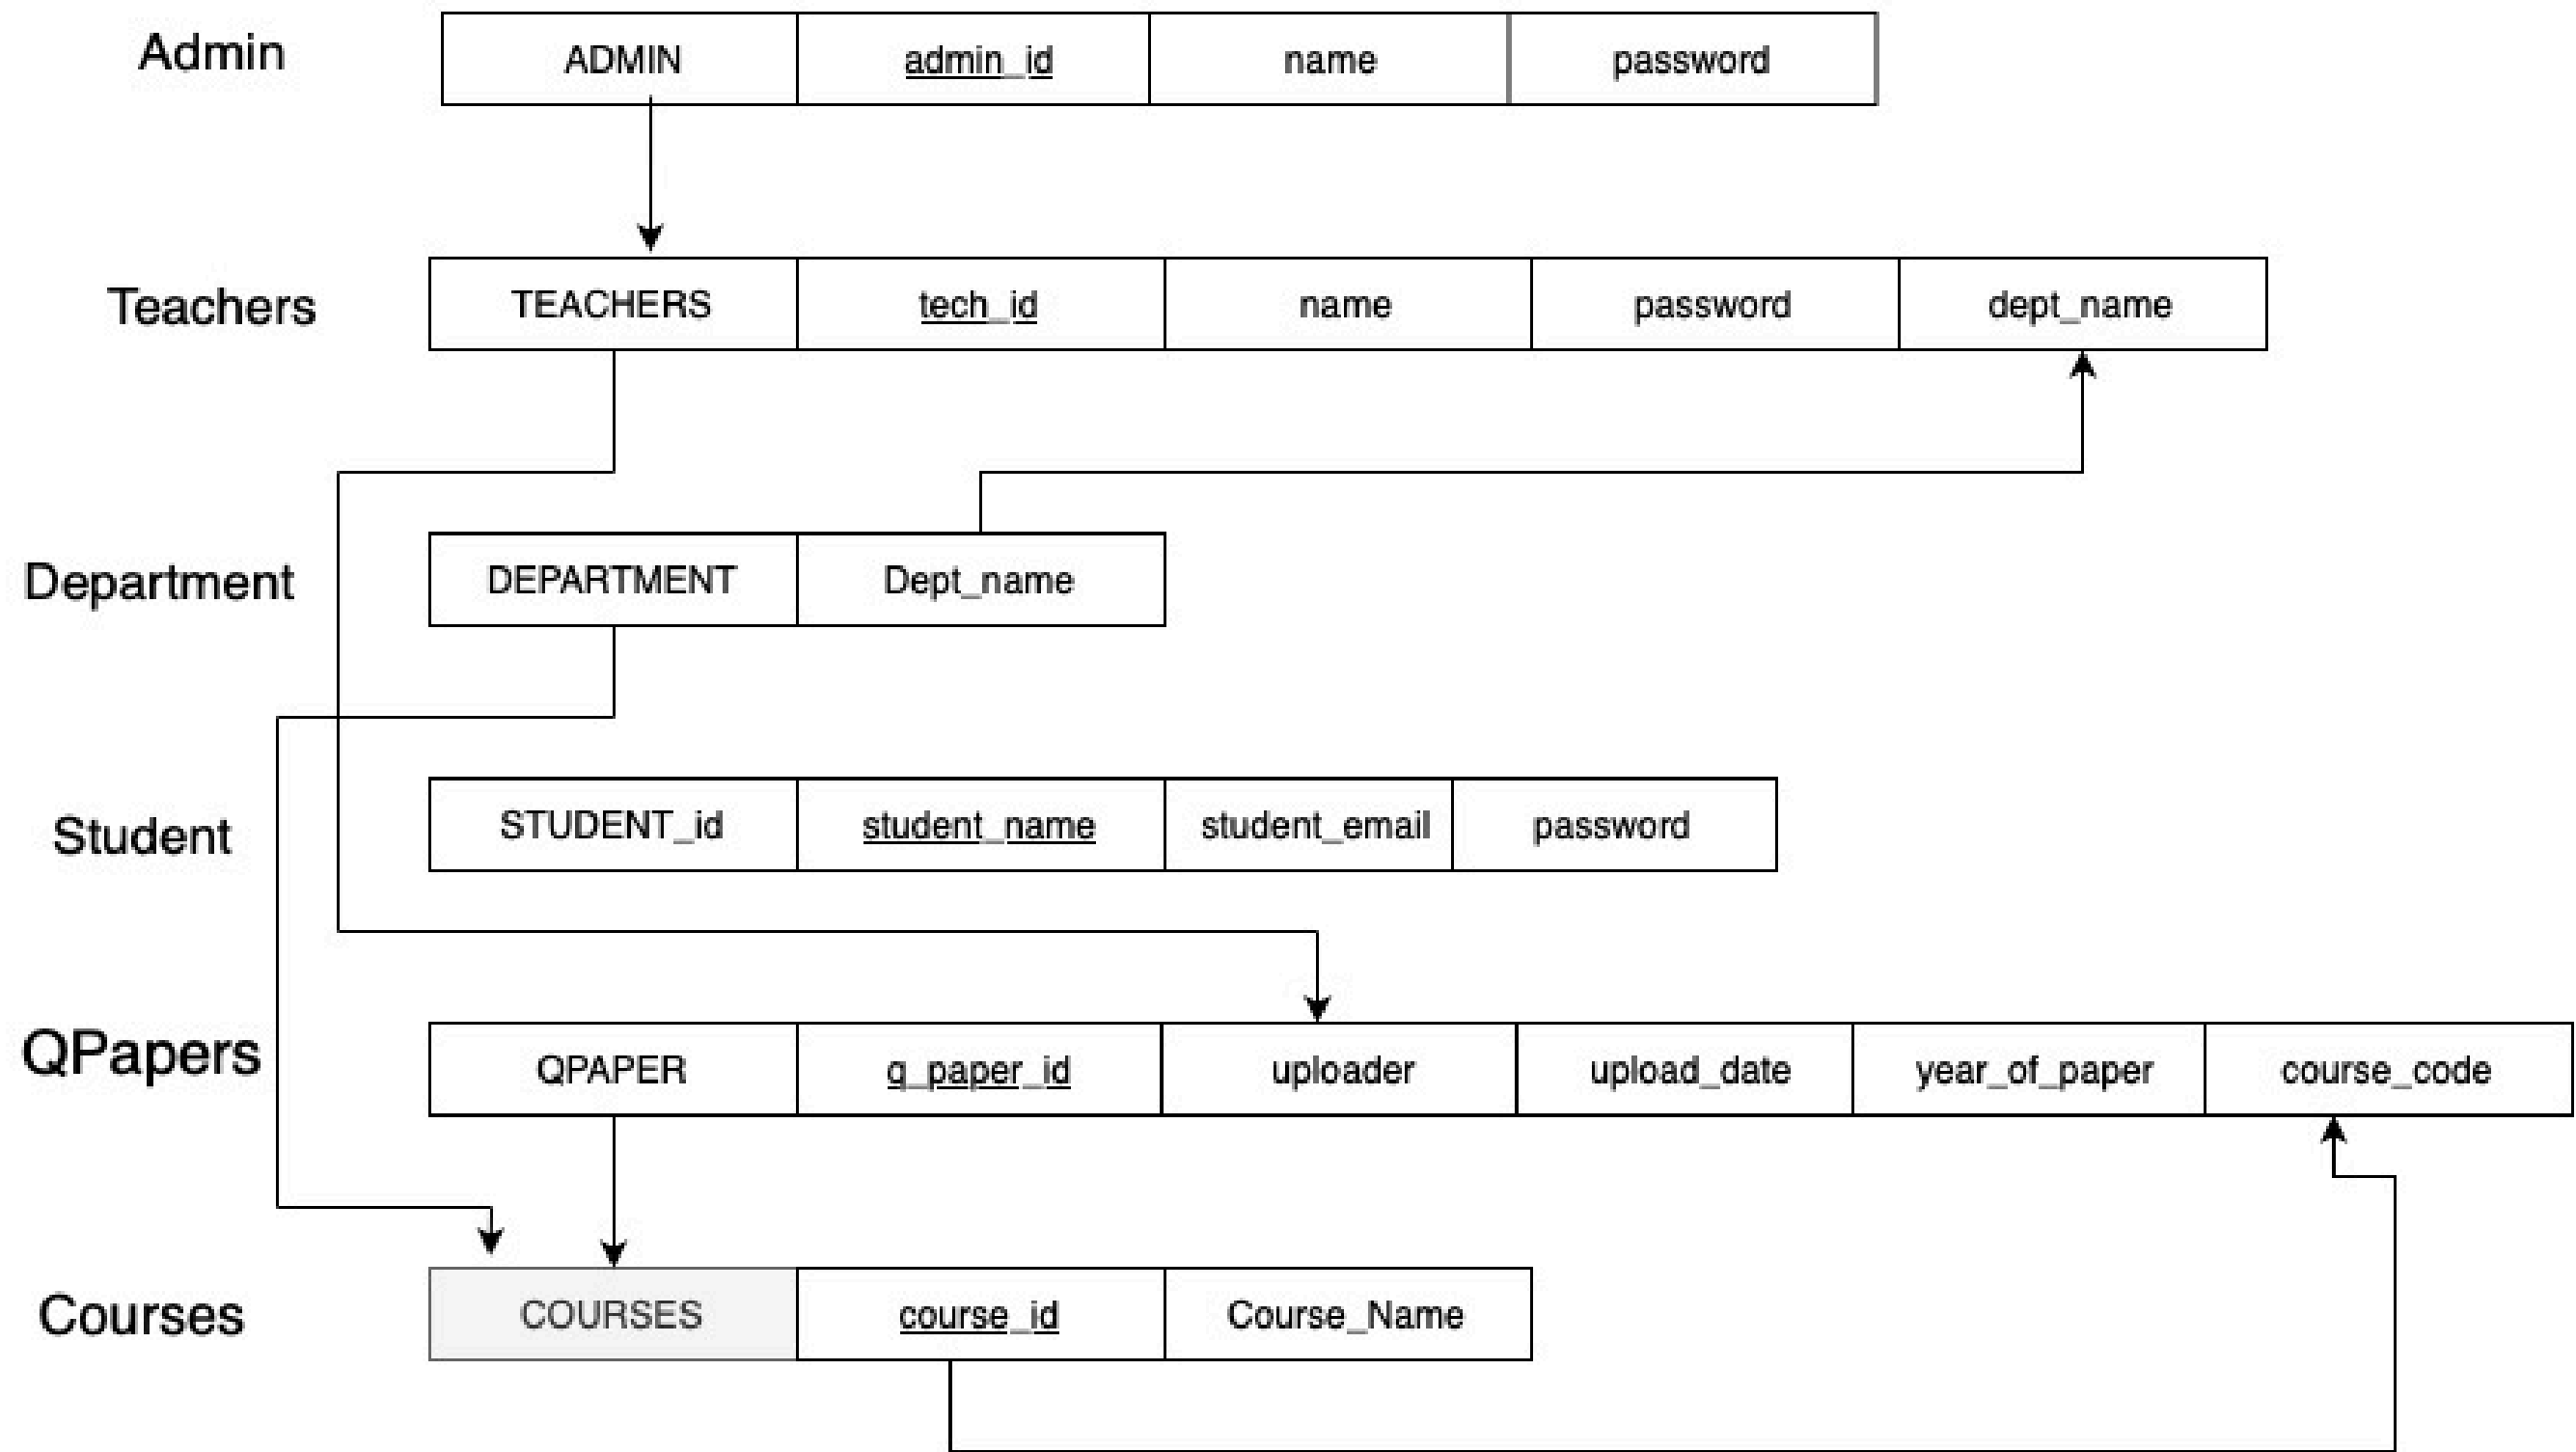 Admin
ADMIN admin_id name password
Teachers
TEACHERS tech_id name password dept_name
Department
DEPARTMENT Dept_name
Student
STUDENT_id student_name student_email password
QPapers
QPAPER q_paper_id uploader upload_date year_of_paper course_code
Courses
COURSES course_id Course_Name